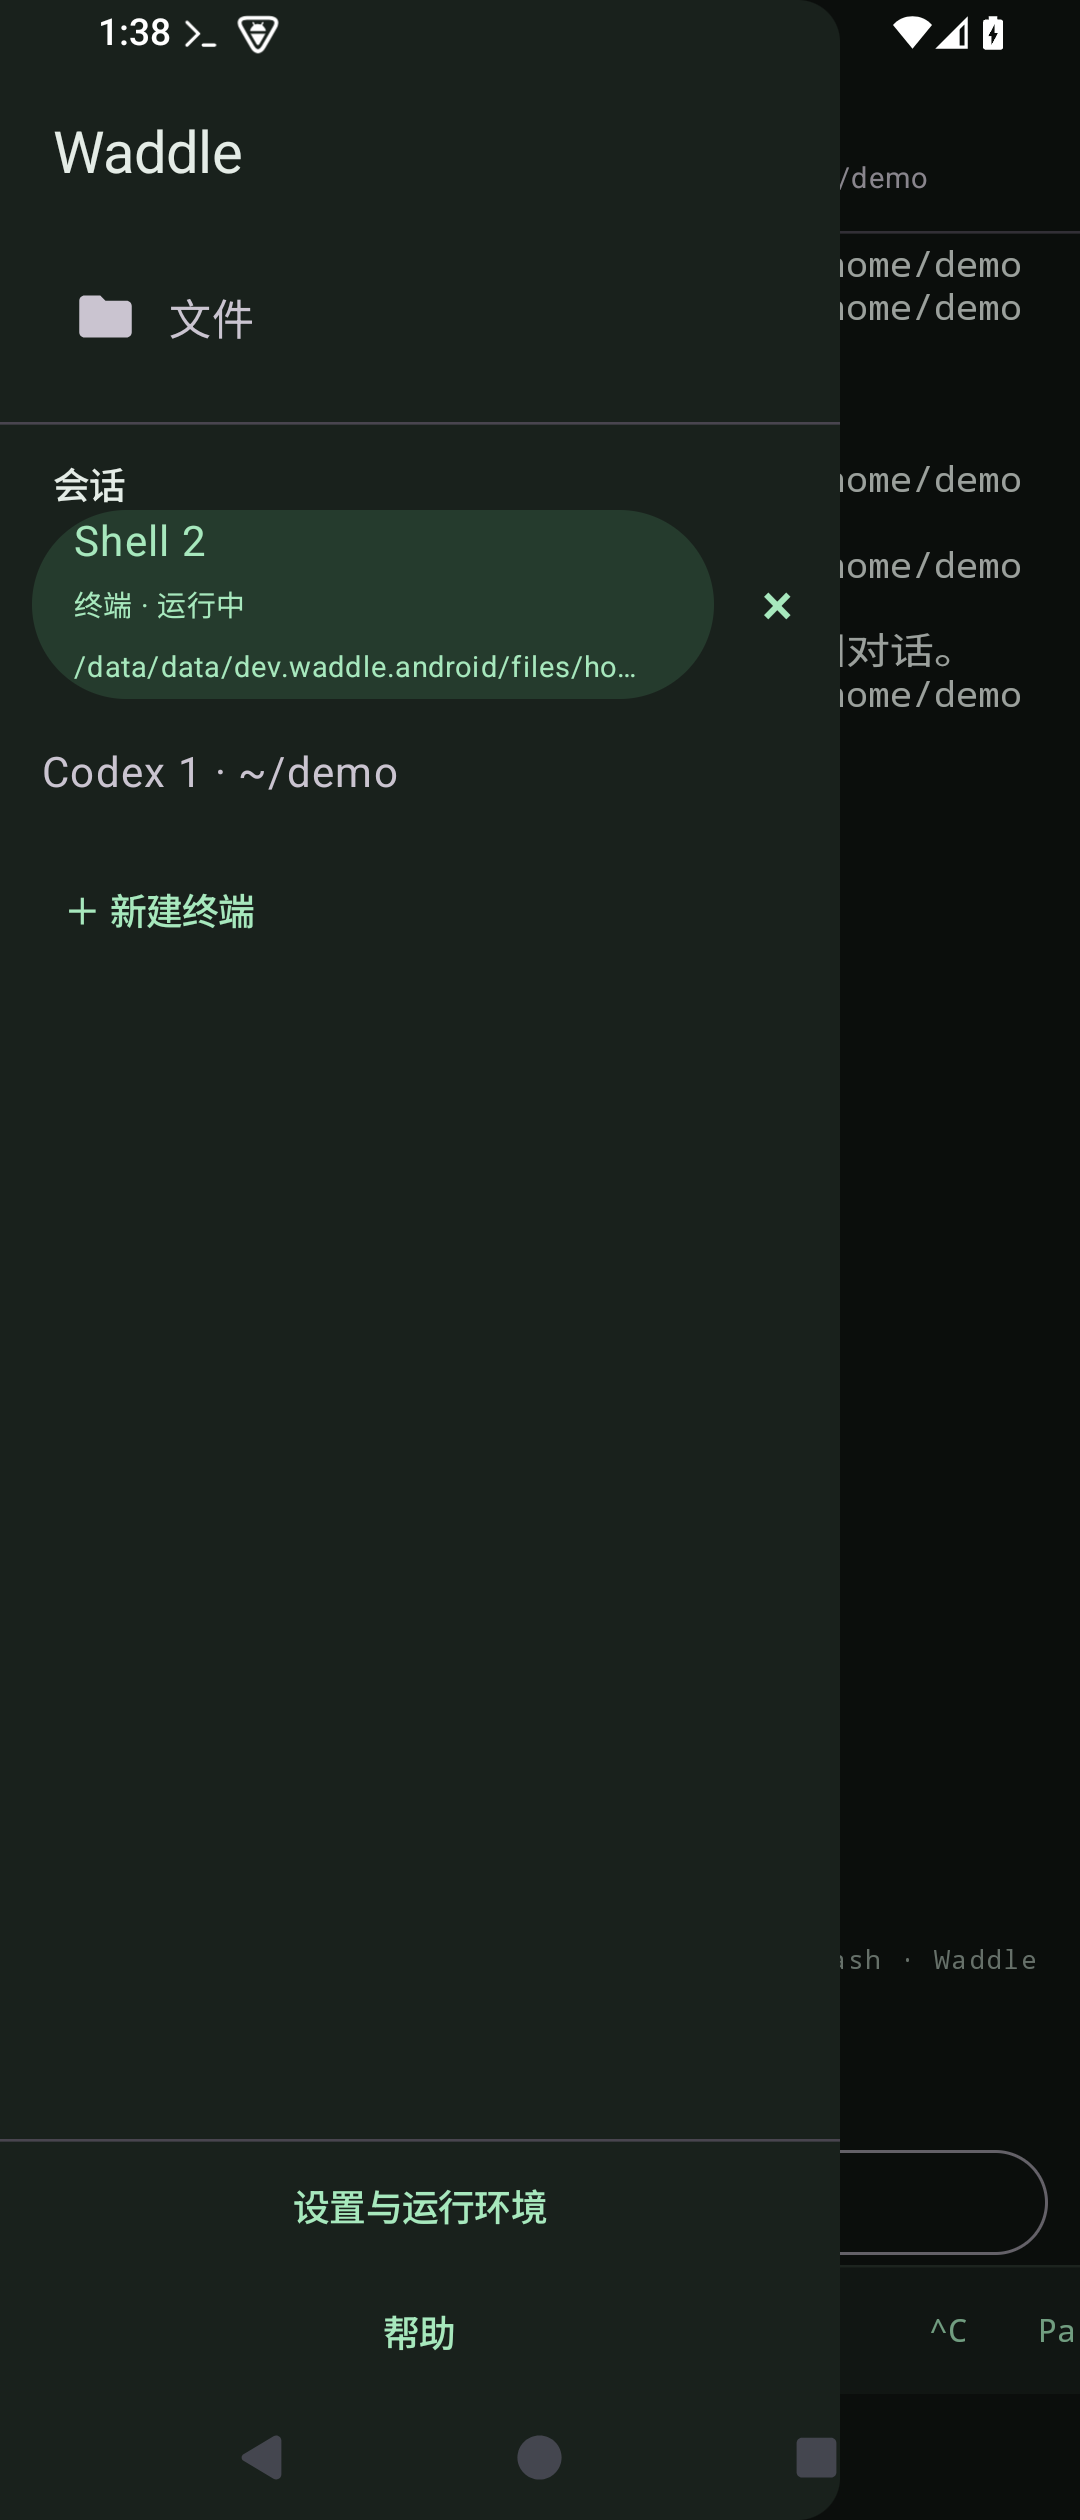 1:38
Waddle
/demo
ome/demo
ome/demo
文件
会话
ome/demo
Shell 2
ome/demo
终端 · 运行中
/data/data/dev.waddle.android/files/ho…
对话。
ome/demo
Codex 1 · ~/demo
+ 新建终端
ash · Waddle
设置与运行环境
帮助
^C Pa